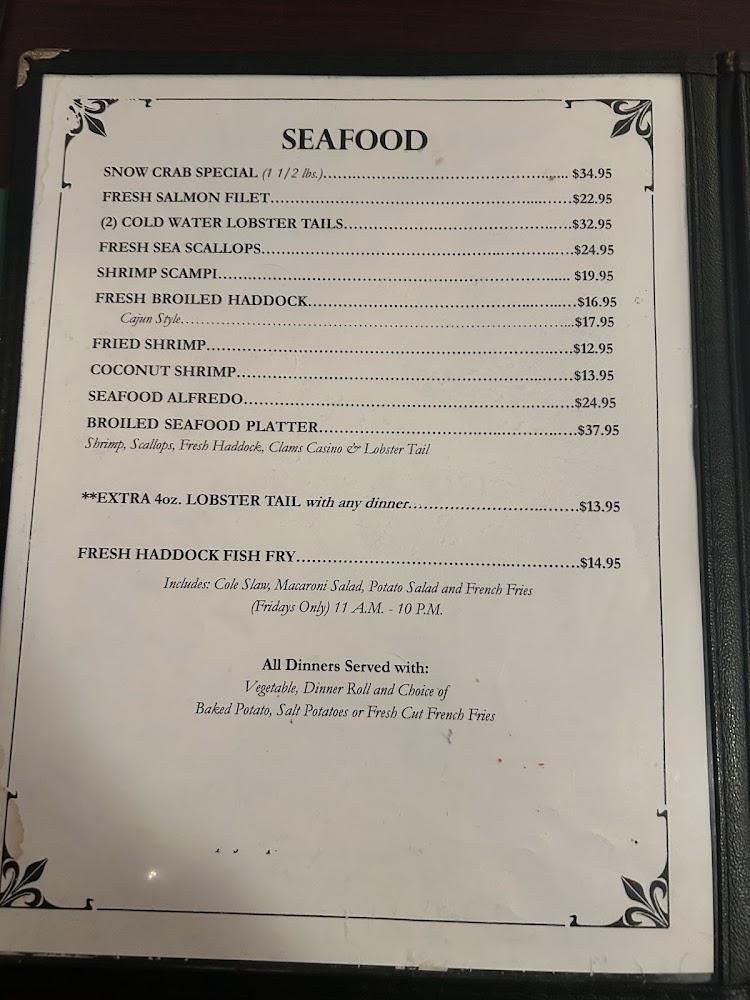 SEAFOOD
SNOW CRAB SPECIAL (1 1/2 lbs.)........................................................ $34.95
FRESH SALMON FILET........................................................................$22.95
(2) COLD WATER LOBSTER TAILS.....................................................$32.95
FRESH SEA SCALLOPS.........................................................................$24.95
SHRIMP SCAMPI................................................................................. $19.95
FRESH BROILED HADDOCK................................................................$16.95
Cajun Style...........................................................................................$17.95
FRIED SHRIMP....................................................................................$12.95
COCONUT SHRIMP..............................................................................$13.95
SEAFOOD ALFREDO............................................................................$24.95
BROILED SEAFOOD PLATTER.............................................................$37.95
Shrimp, Scallops, Fresh Haddock, Clams Casino & Lobster Tail
**EXTRA 4oz. LOBSTER TAIL with any dinner........................................$13.95
FRESH HADDOCK FISH FRY................................................................$14.95
Includes: Cole Slaw, Macaroni Salad, Potato Salad and French Fries
(Fridays Only) 11 A.M. - 10 P.M.
All Dinners Served with:
Vegetable, Dinner Roll and Choice of
Baked Potato, Salt Potatoes or Fresh Cut French Fries